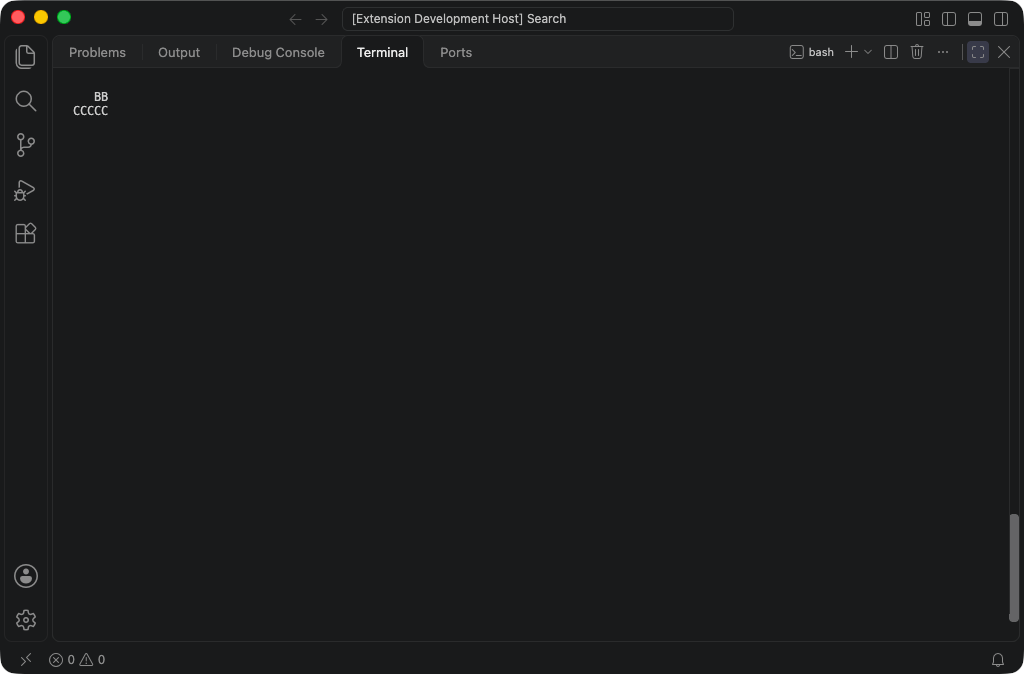 [Extension Development Host] Search
Problems Output Debug Console Terminal Ports bash
   BB
CCCCC
0 0